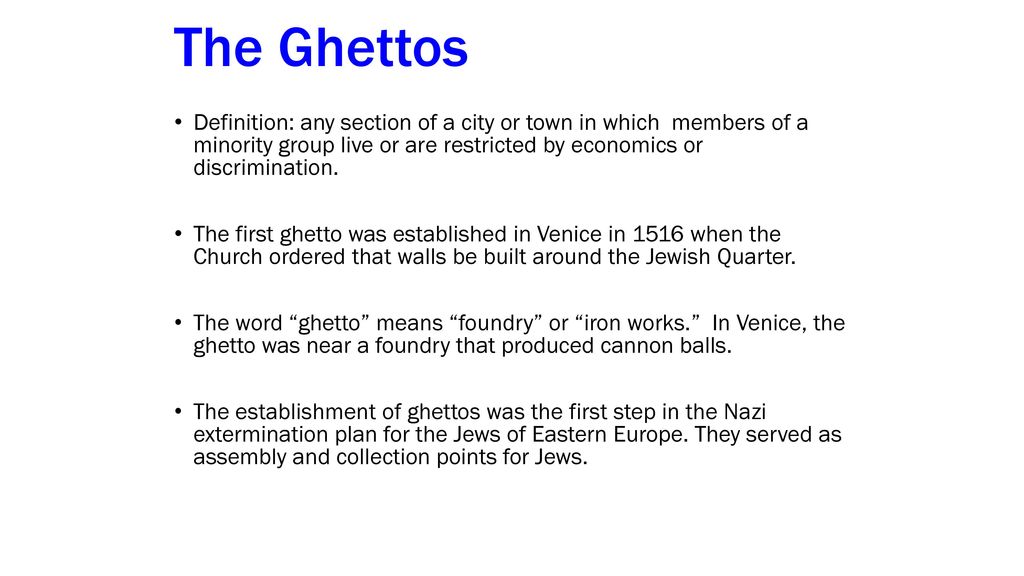 The Ghettos
• Definition: any section of a city or town in which  members of a
minority group live or are restricted by economics or
discrimination.
• The first ghetto was established in Venice in 1516 when the
Church ordered that walls be built around the Jewish Quarter.
• The word “ghetto” means “foundry” or “iron works.”  In Venice, the
ghetto was near a foundry that produced cannon balls.
• The establishment of ghettos was the first step in the Nazi
extermination plan for the Jews of Eastern Europe. They served as
assembly and collection points for Jews.